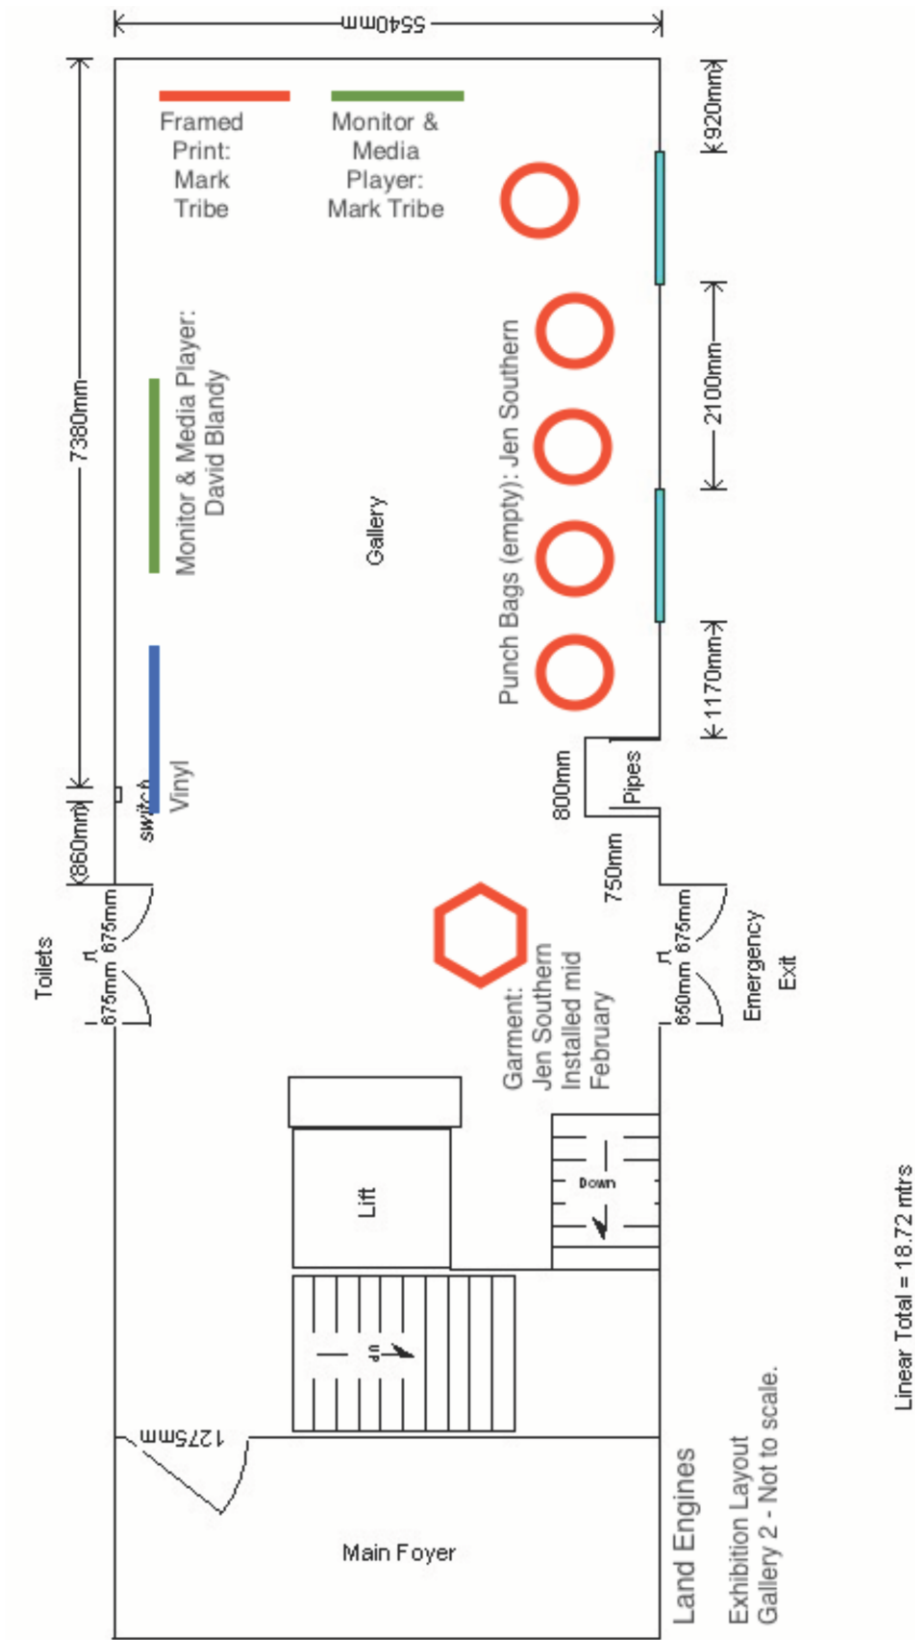 5540mm
920mm
Framed
Print:
Mark
Tribe
Monitor &
Media
Player:
Mark Tribe
7380mm
Monitor & Media Player:
David Blandy
Gallery
Punch Bags (empty): Jen Southern
2100mm
1170mm
Vinyl
switch
860mm
800mm
Pipes
750mm
Toilets
675mm
675mm
Garment:
Jen Southern
Installed mid
February
675mm
650mm
Emergency
Exit
Lift
Down
UP
1275mm
Main Foyer
Land Engines
Exhibition Layout
Gallery 2 - Not to scale.
Linear Total = 18.72 mtrs